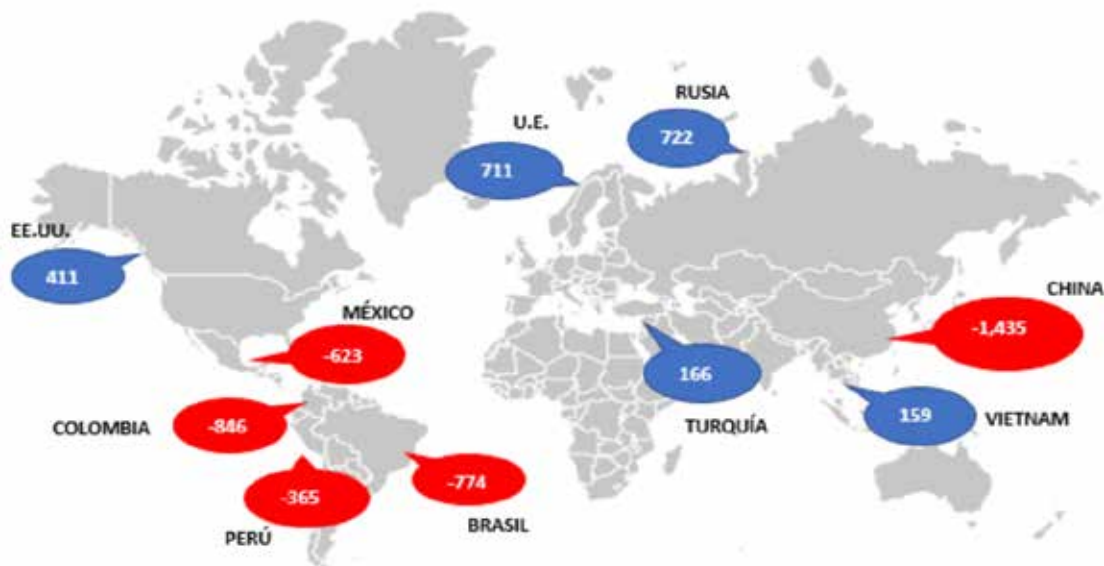 RUSIA
722
U.E.
711
EE.UU.
411
MÉXICO
-623
CHINA
-1,435
COLOMBIA
-846
166
TURQUÍA
159
VIETNAM
-365
PERÚ
-774
BRASIL